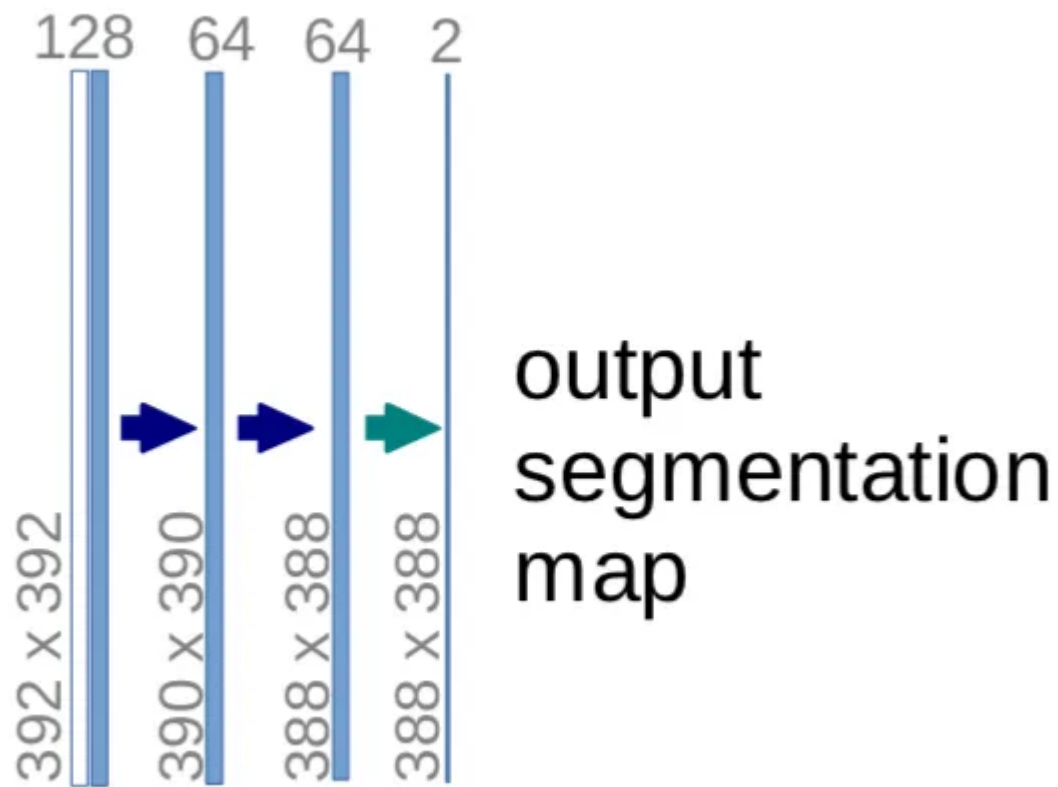 128 64 64 2
392 x 392
390 x 390
388 x 388
388 x 388
output
segmentation
map